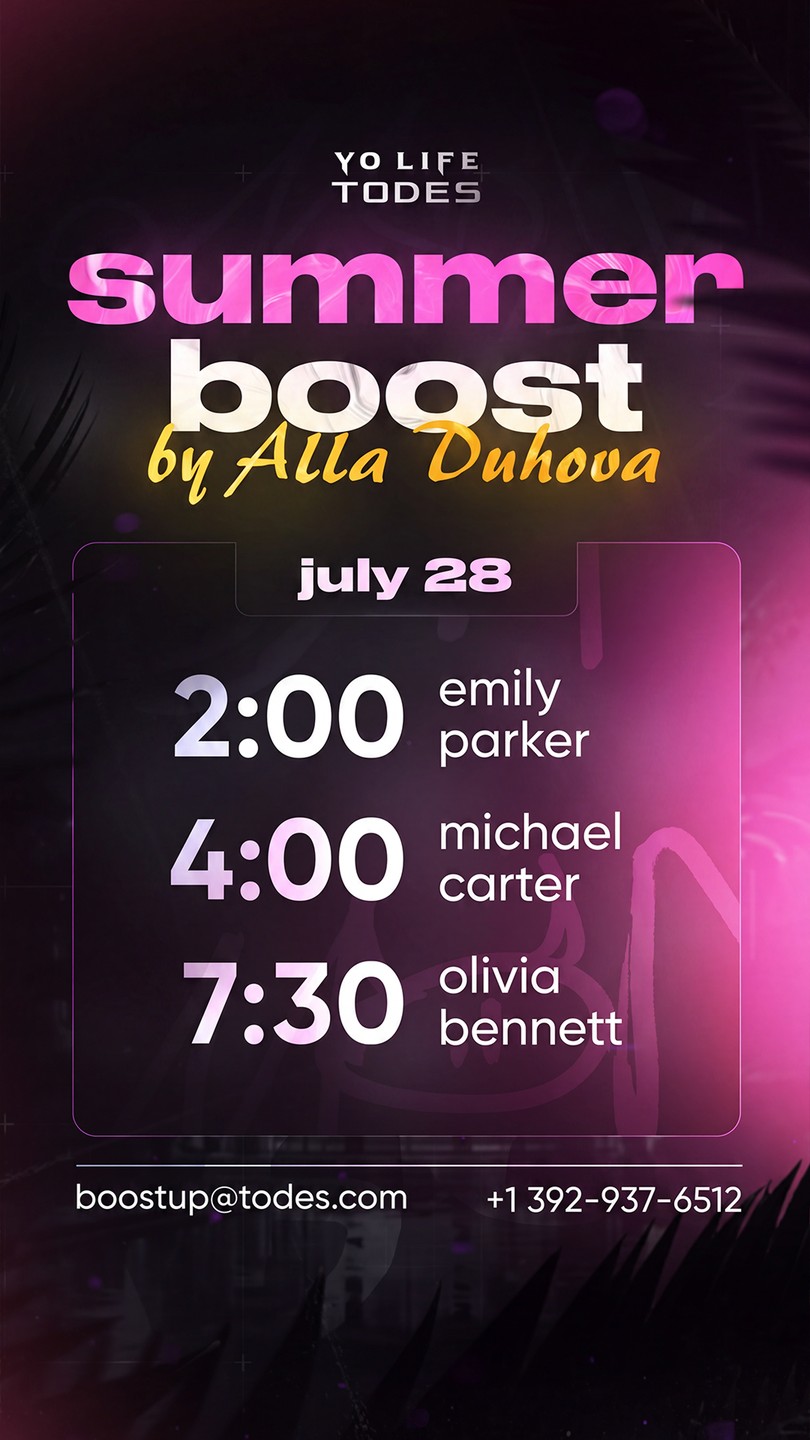 YO LIFE
TODES
summer
boost
by Alla Duhova
july 28
2:00 emily
parker
4:00 michael
carter
7:30 olivia
bennett
boostup@todes.com +1 392-937-6512